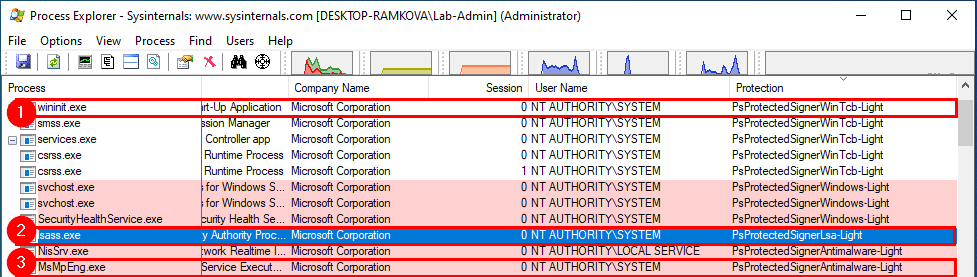 Process Explorer - Sysinternals: www.sysinternals.com [DESKTOP-RAMKOVA\Lab-Admin] (Administrator)
File Options View Process Find Users Help
Process Company Name Session User Name Protection
1 wininit.exe art-Up Application Microsoft Corporation 0 NT AUTHORITY\SYSTEM PsProtectedSignerWinTcb-Light
smss.exe ession Manager Microsoft Corporation 0 NT AUTHORITY\SYSTEM PsProtectedSignerWinTcb-Light
services.exe Controller app Microsoft Corporation 0 NT AUTHORITY\SYSTEM PsProtectedSignerWinTcb-Light
csrss.exe Runtime Process Microsoft Corporation 0 NT AUTHORITY\SYSTEM PsProtectedSignerWinTcb-Light
csrss.exe Runtime Process Microsoft Corporation 1 NT AUTHORITY\SYSTEM PsProtectedSignerWinTcb-Light
svchost.exe s for Windows S... Microsoft Corporation 0 NT AUTHORITY\SYSTEM PsProtectedSignerWindows-Light
svchost.exe s for Windows S... Microsoft Corporation 0 NT AUTHORITY\SYSTEM PsProtectedSignerWindows-Light
SecurityHealthService.exe curity Health Se... Microsoft Corporation 0 NT AUTHORITY\SYSTEM PsProtectedSignerWindows-Light
2 lsass.exe y Authority Proc... Microsoft Corporation 0 NT AUTHORITY\SYSTEM PsProtectedSignerLsa-Light
NisSrv.exe work Realtime I... Microsoft Corporation 0 NT AUTHORITY\LOCAL SERVICE PsProtectedSignerAntimalware-Light
3 MsMpEng.exe Service Execut... Microsoft Corporation 0 NT AUTHORITY\SYSTEM PsProtectedSignerAntimalware-Light